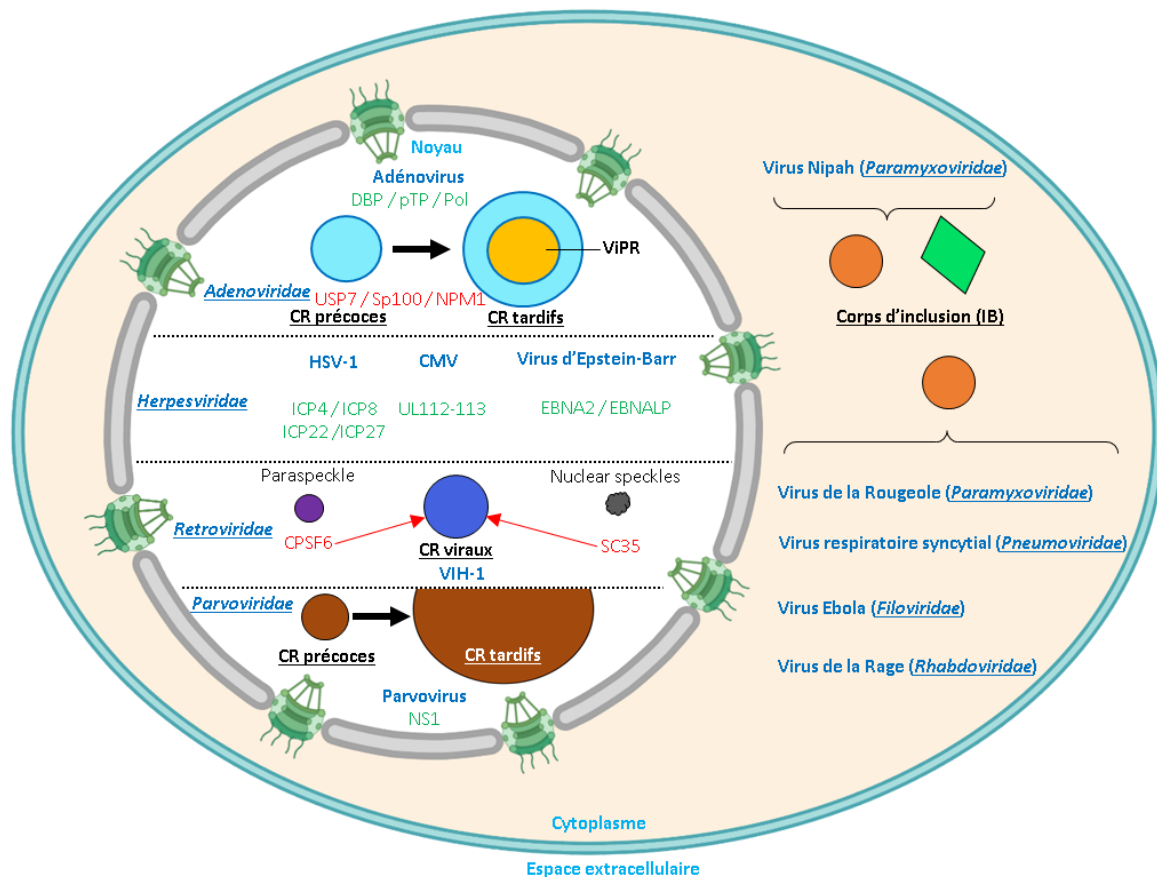 Noyau
Adénovirus
DBP / pTP / Pol
ViPR
Adenoviridae
USP7 / Sp100 / NPM1
CR précoces
CR tardifs
HSV-1
CMV
Virus d'Epstein-Barr
Herpesviridae
ICP4 / ICP8
ICP22 /ICP27
UL112-113
EBNA2 / EBNALP
Paraspeckle
Nuclear speckles
Retroviridae
CPSF6
SC35
CR viraux
VIH-1
Parvoviridae
CR précoces
CR tardifs
Parvovirus
NS1
Virus Nipah (Paramyxoviridae)
Corps d'inclusion (IB)
Virus de la Rougeole (Paramyxoviridae)
Virus respiratoire syncytial (Pneumoviridae)
Virus Ebola (Filoviridae)
Virus de la Rage (Rhabdoviridae)
Cytoplasme
Espace extracellulaire